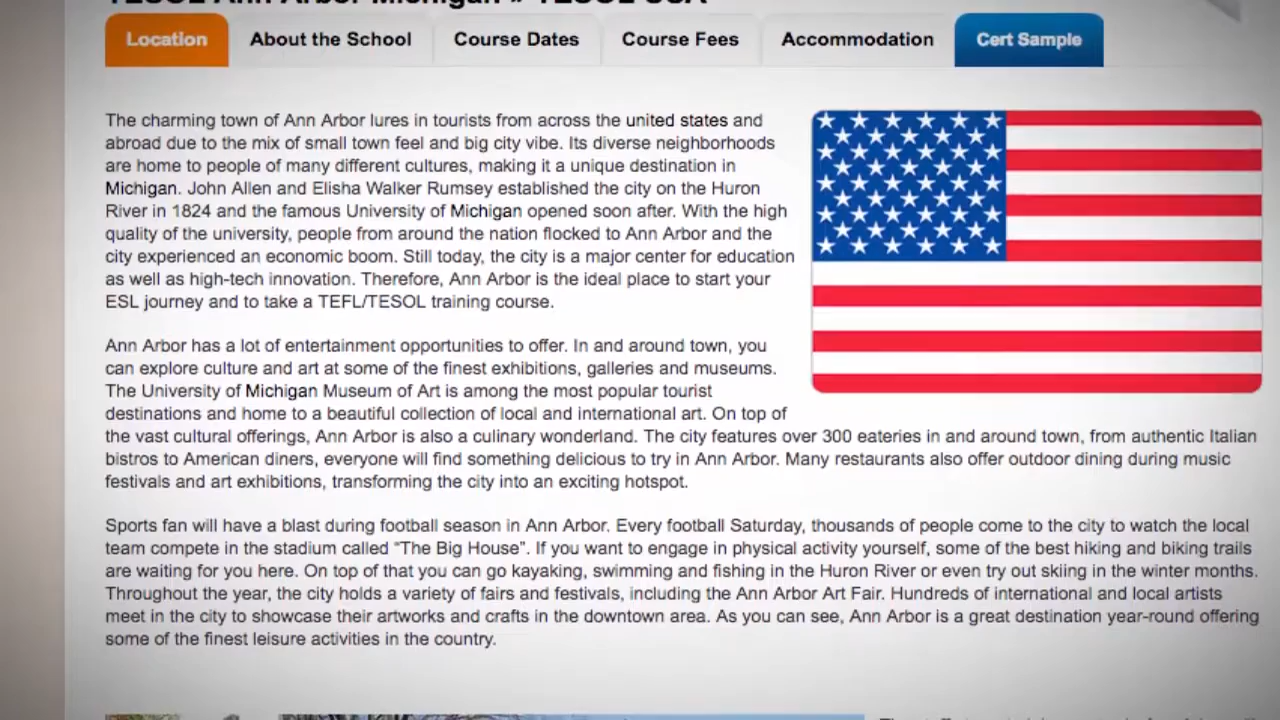 TESOL Ann Arbor Michigan » TESOL USA
Location
About the School
Course Dates
Course Fees
Accommodation
Cert Sample
The charming town of Ann Arbor lures in tourists from across the united states and
abroad due to the mix of small town feel and big city vibe. Its diverse neighborhoods
are home to people of many different cultures, making it a unique destination in
Michigan. John Allen and Elisha Walker Rumsey established the city on the Huron
River in 1824 and the famous University of Michigan opened soon after. With the high
quality of the university, people from around the nation flocked to Ann Arbor and the
city experienced an economic boom. Still today, the city is a major center for education
as well as high-tech innovation. Therefore, Ann Arbor is the ideal place to start your
ESL journey and to take a TEFL/TESOL training course.
Ann Arbor has a lot of entertainment opportunities to offer. In and around town, you
can explore culture and art at some of the finest exhibitions, galleries and museums.
The University of Michigan Museum of Art is among the most popular tourist
destinations and home to a beautiful collection of local and international art. On top of
the vast cultural offerings, Ann Arbor is also a culinary wonderland. The city features over 300 eateries in and around town, from authentic Italian
bistros to American diners, everyone will find something delicious to try in Ann Arbor. Many restaurants also offer outdoor dining during music
festivals and art exhibitions, transforming the city into an exciting hotspot.
Sports fan will have a blast during football season in Ann Arbor. Every football Saturday, thousands of people come to the city to watch the local
team compete in the stadium called “The Big House”. If you want to engage in physical activity yourself, some of the best hiking and biking trails
are waiting for you here. On top of that you can go kayaking, swimming and fishing in the Huron River or even try out skiing in the winter months.
Throughout the year, the city holds a variety of fairs and festivals, including the Ann Arbor Art Fair. Hundreds of international and local artists
meet in the city to showcase their artworks and crafts in the downtown area. As you can see, Ann Arbor is a great destination year-round offering
some of the finest leisure activities in the country.